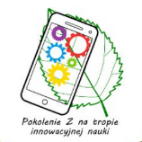 Pokolenie Z na tropie
innowacyjnej nauki